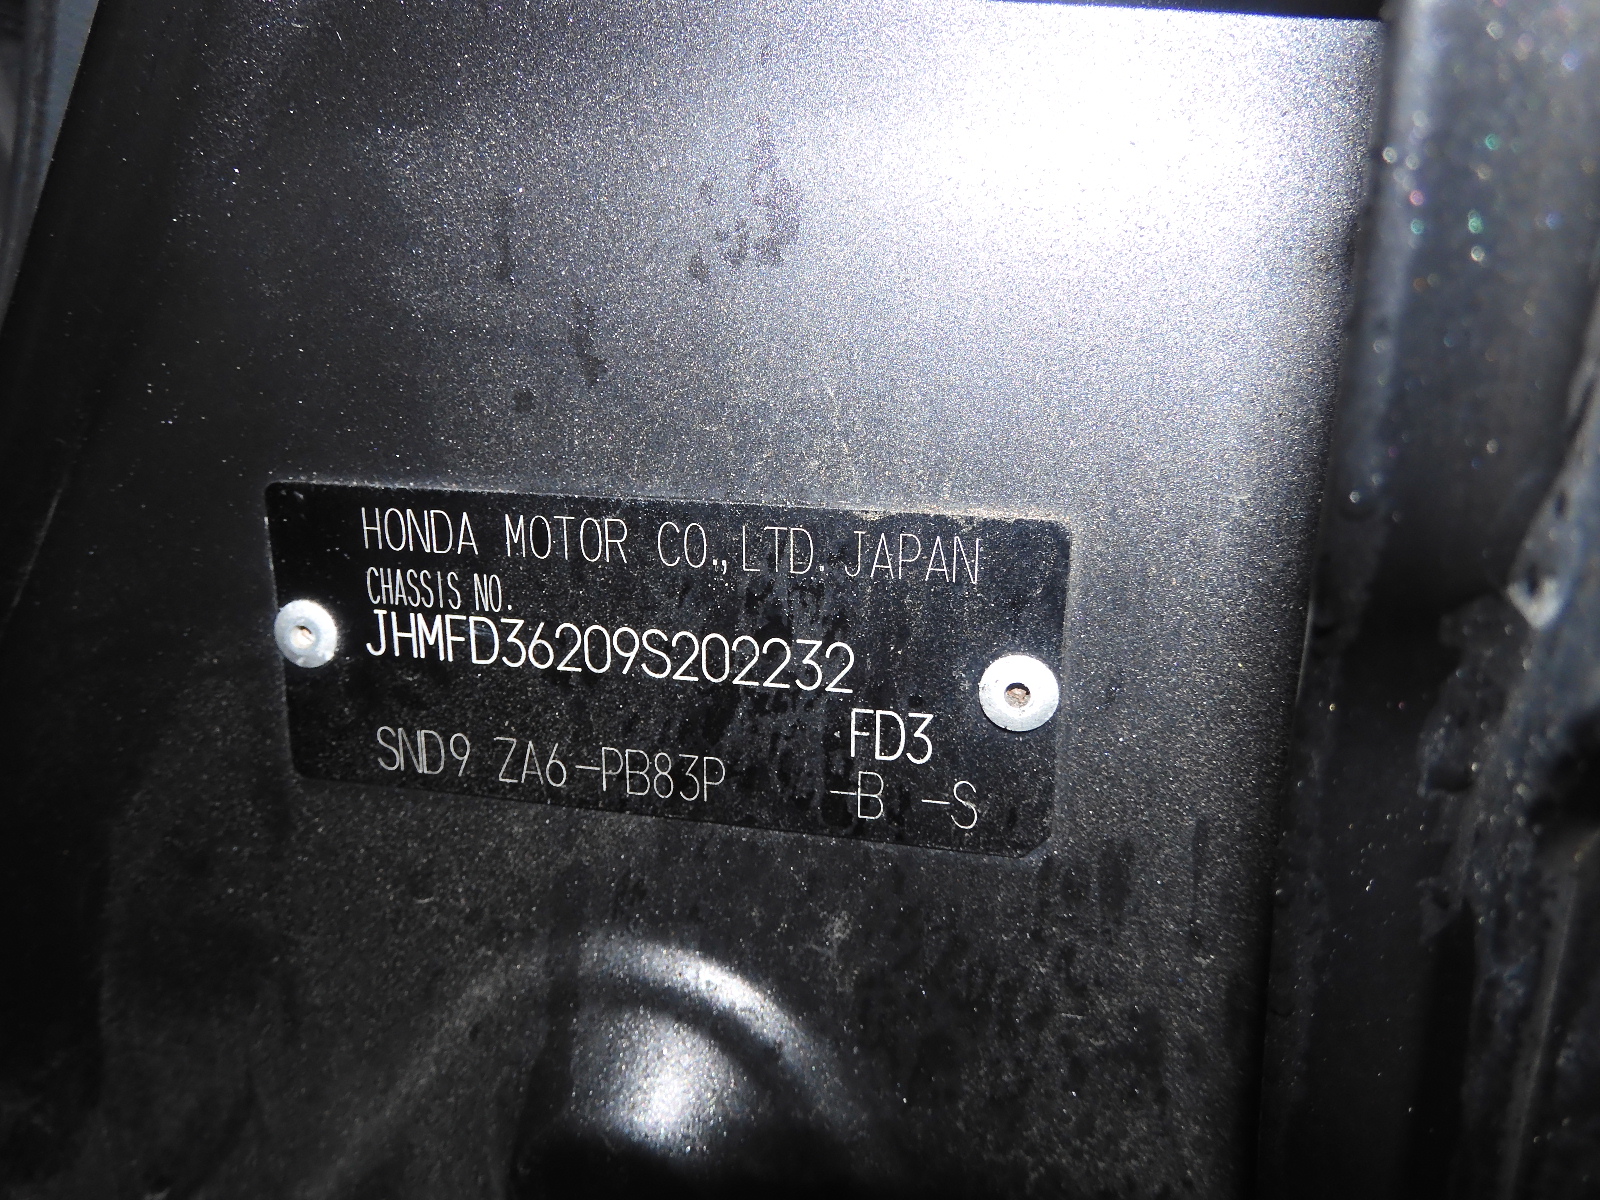 HONDA MOTOR CO.,LTD. JAPAN
CHASSIS NO.
JHMFD36209S202232
FD3
SND9 ZA6-PB83P -B -S